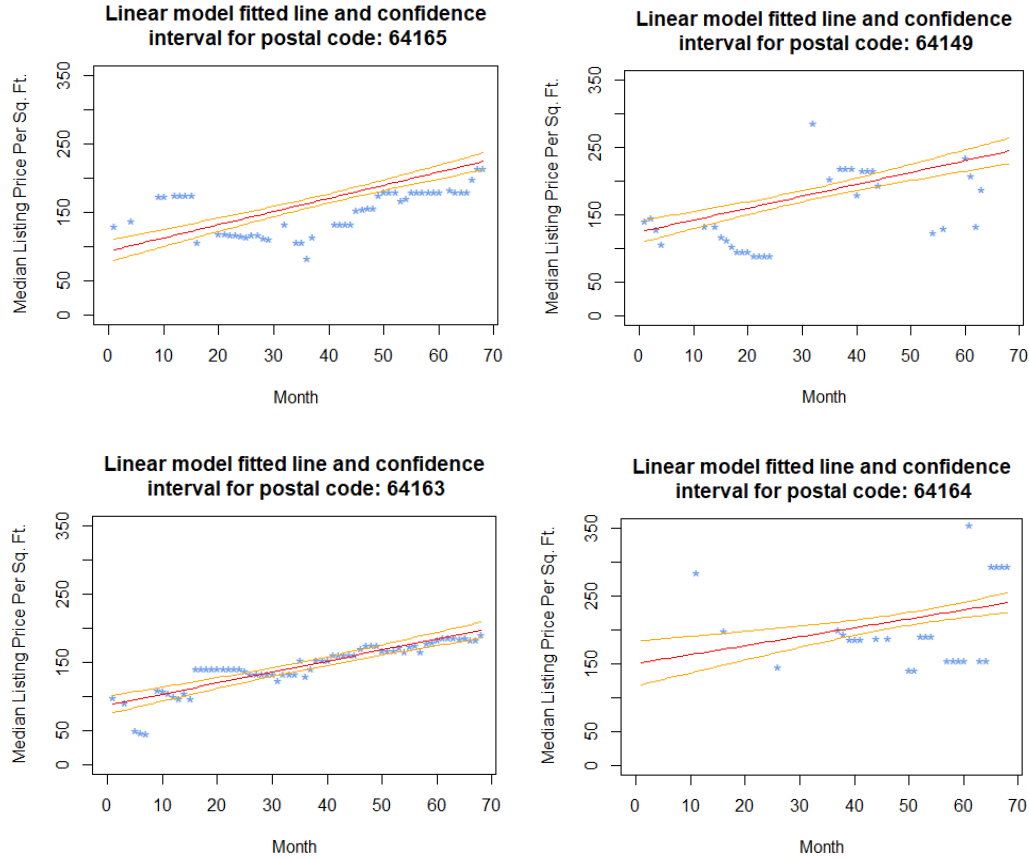 Linear model fitted line and confidence
interval for postal code: 64165
Median Listing Price Per Sq. Ft.
350
250
150
50
0
0 10 20 30 40 50 60 70
Month
Linear model fitted line and confidence
interval for postal code: 64149
Median Listing Price Per Sq. Ft.
350
250
150
50
0
0 10 20 30 40 50 60 70
Month
Linear model fitted line and confidence
interval for postal code: 64163
Median Listing Price Per Sq. Ft.
350
250
150
50
0
0 10 20 30 40 50 60 70
Month
Linear model fitted line and confidence
interval for postal code: 64164
Median Listing Price Per Sq. Ft.
350
250
150
50
0
0 10 20 30 40 50 60 70
Month